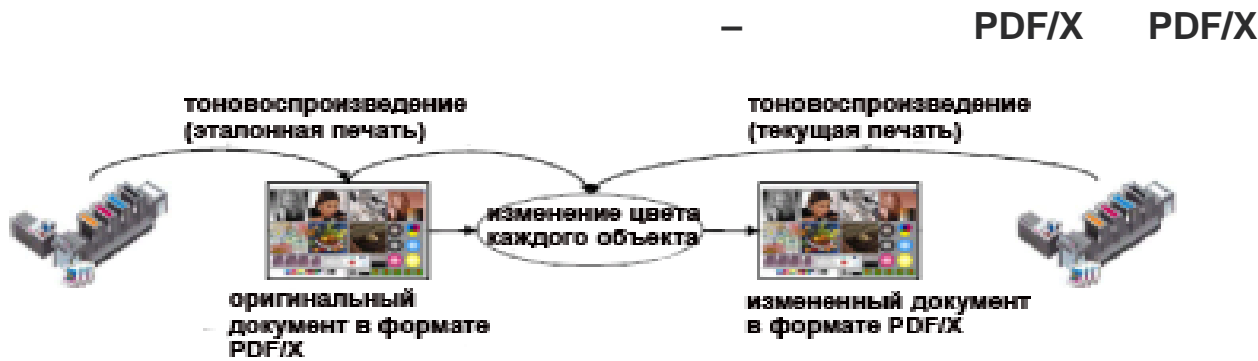 – PDF/X PDF/X
тоновоспроизведение
(эталонная печать)
тоновоспроизведение
(текущая печать)
изменение цвета
каждого объекта
оригинальный
документ в формате
PDF/X
измененный документ
в формате PDF/X